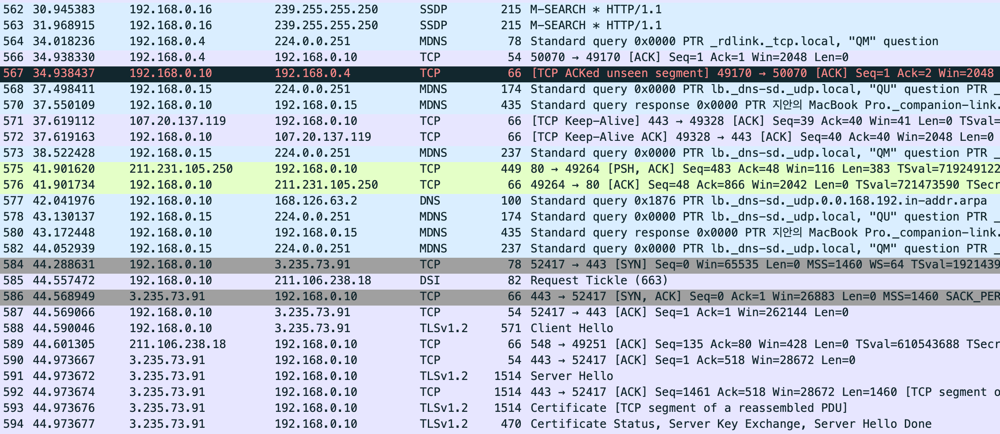 562 30.945383 192.168.0.16 239.255.255.250 SSDP 215 M-SEARCH * HTTP/1.1
563 31.968915 192.168.0.16 239.255.255.250 SSDP 215 M-SEARCH * HTTP/1.1
564 34.018236 192.168.0.4 224.0.0.251 MDNS 78 Standard query 0x0000 PTR _rdlink._tcp.local, "QM" question
566 34.938330 192.168.0.4 192.168.0.10 TCP 54 50070 → 49170 [ACK] Seq=1 Ack=1 Win=2048 Len=0
567 34.938437 192.168.0.10 192.168.0.4 TCP 66 [TCP ACKed unseen segment] 49170 → 50070 [ACK] Seq=1 Ack=2 Win=2048
568 37.498411 192.168.0.15 224.0.0.251 MDNS 174 Standard query 0x0000 PTR lb._dns-sd._udp.local, "QU" question PTR _
570 37.550109 192.168.0.10 192.168.0.15 MDNS 435 Standard query response 0x0000 PTR 지안의 MacBook Pro._companion-link.
571 37.619112 107.20.137.119 192.168.0.10 TCP 66 [TCP Keep-Alive] 443 → 49328 [ACK] Seq=39 Ack=40 Win=41 Len=0 TSval=
572 37.619163 192.168.0.10 107.20.137.119 TCP 66 [TCP Keep-Alive ACK] 49328 → 443 [ACK] Seq=40 Ack=40 Win=2048 Len=0
573 38.522428 192.168.0.15 224.0.0.251 MDNS 237 Standard query 0x0000 PTR lb._dns-sd._udp.local, "QM" question PTR _
575 41.901620 211.231.105.250 192.168.0.10 TCP 449 80 → 49264 [PSH, ACK] Seq=483 Ack=48 Win=116 Len=383 TSval=719249122
576 41.901734 192.168.0.10 211.231.105.250 TCP 66 49264 → 80 [ACK] Seq=48 Ack=866 Win=2042 Len=0 TSval=721473590 TSecr
577 42.041976 192.168.0.10 168.126.63.2 DNS 100 Standard query 0x1876 PTR lb._dns-sd._udp.0.0.168.192.in-addr.arpa
578 43.130137 192.168.0.15 224.0.0.251 MDNS 174 Standard query 0x0000 PTR lb._dns-sd._udp.local, "QU" question PTR _
580 43.172448 192.168.0.10 192.168.0.15 MDNS 435 Standard query response 0x0000 PTR 지안의 MacBook Pro._companion-link.
582 44.052939 192.168.0.15 224.0.0.251 MDNS 237 Standard query 0x0000 PTR lb._dns-sd._udp.local, "QM" question PTR _
584 44.288631 192.168.0.10 3.235.73.91 TCP 78 52417 → 443 [SYN] Seq=0 Win=65535 Len=0 MSS=1460 WS=64 TSval=1921439
585 44.557472 192.168.0.10 211.106.238.18 DSI 82 Request Tickle (663)
586 44.568949 3.235.73.91 192.168.0.10 TCP 66 443 → 52417 [SYN, ACK] Seq=0 Ack=1 Win=26883 Len=0 MSS=1460 SACK_PER
587 44.569066 192.168.0.10 3.235.73.91 TCP 54 52417 → 443 [ACK] Seq=1 Ack=1 Win=262144 Len=0
588 44.590046 192.168.0.10 3.235.73.91 TLSv1.2 571 Client Hello
589 44.601305 211.106.238.18 192.168.0.10 TCP 66 548 → 49251 [ACK] Seq=135 Ack=80 Win=428 Len=0 TSval=610543688 TSecr
590 44.973667 3.235.73.91 192.168.0.10 TCP 54 443 → 52417 [ACK] Seq=1 Ack=518 Win=28672 Len=0
591 44.973672 3.235.73.91 192.168.0.10 TLSv1.2 1514 Server Hello
592 44.973674 3.235.73.91 192.168.0.10 TCP 1514 443 → 52417 [ACK] Seq=1461 Ack=518 Win=28672 Len=1460 [TCP segment o
593 44.973676 3.235.73.91 192.168.0.10 TLSv1.2 1514 Certificate [TCP segment of a reassembled PDU]
594 44.973677 3.235.73.91 192.168.0.10 TLSv1.2 470 Certificate Status, Server Key Exchange, Server Hello Done